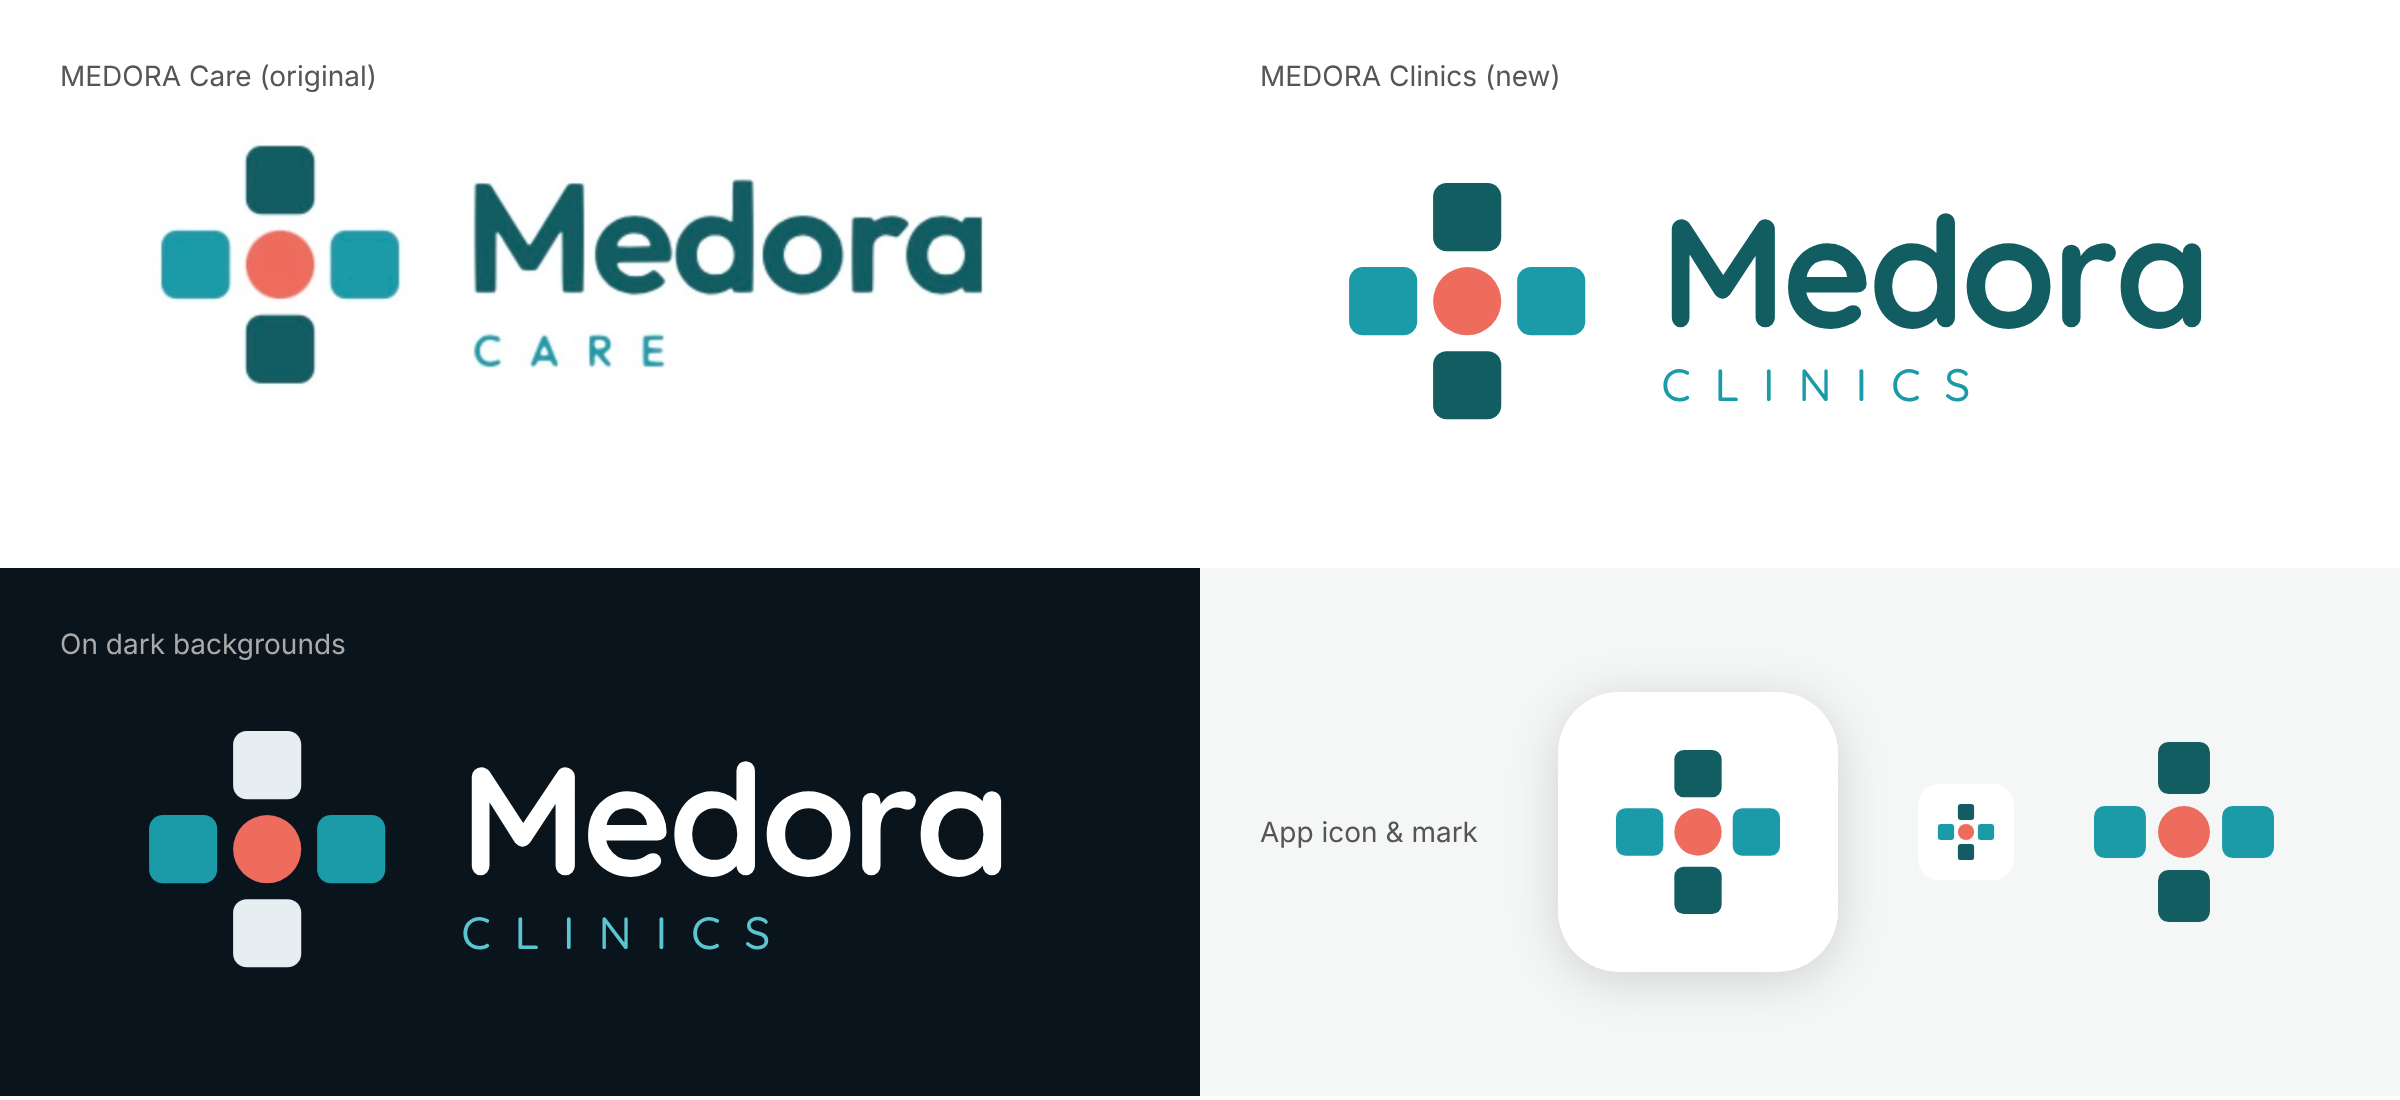 MEDORA Care (original)
Medora
CARE
MEDORA Clinics (new)
Medora
CLINICS
On dark backgrounds
Medora
CLINICS
App icon & mark